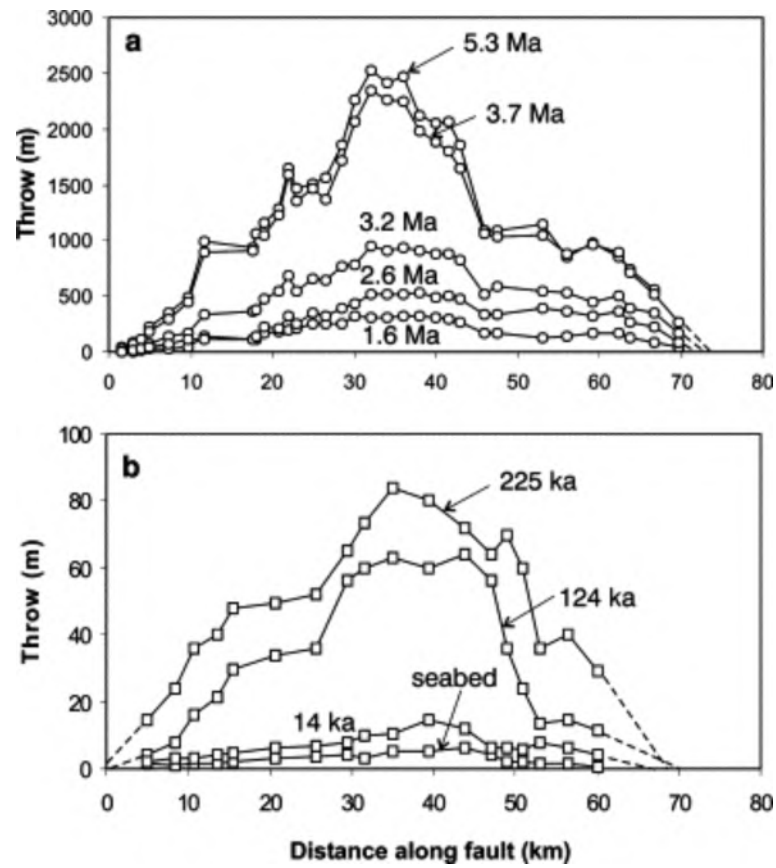 3000
a
5.3 Ma
2500
3.7 Ma
2000
Throw (m)
1500
3.2 Ma
1000
2.6 Ma
500
1.6 Ma
0
0 10 20 30 40 50 60 70 80
100
b
225 ka
80
60
124 ka
Throw (m)
40
seabed
20
14 ka
0
0 10 20 30 40 50 60 70 80
Distance along fault (km)